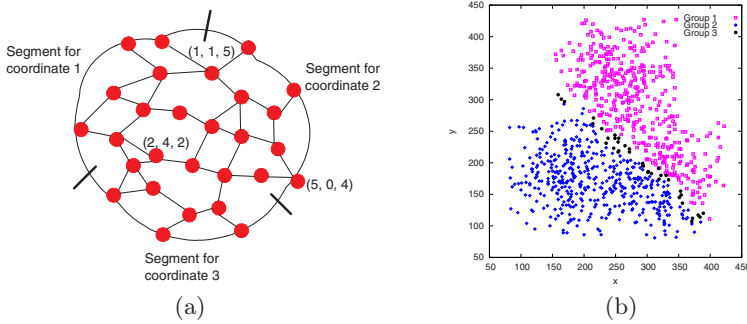 Segment for
coordinate 1
(1, 1, 5)
Segment for
coordinate 2
(2, 4, 2)
(5, 0, 4)
Segment for
coordinate 3
(a)
450
400
350
300
250
200
150
100
50
y
50 100 150 200 250 300 350 400 450
x
Group 1
Group 2
Group 3
(b)